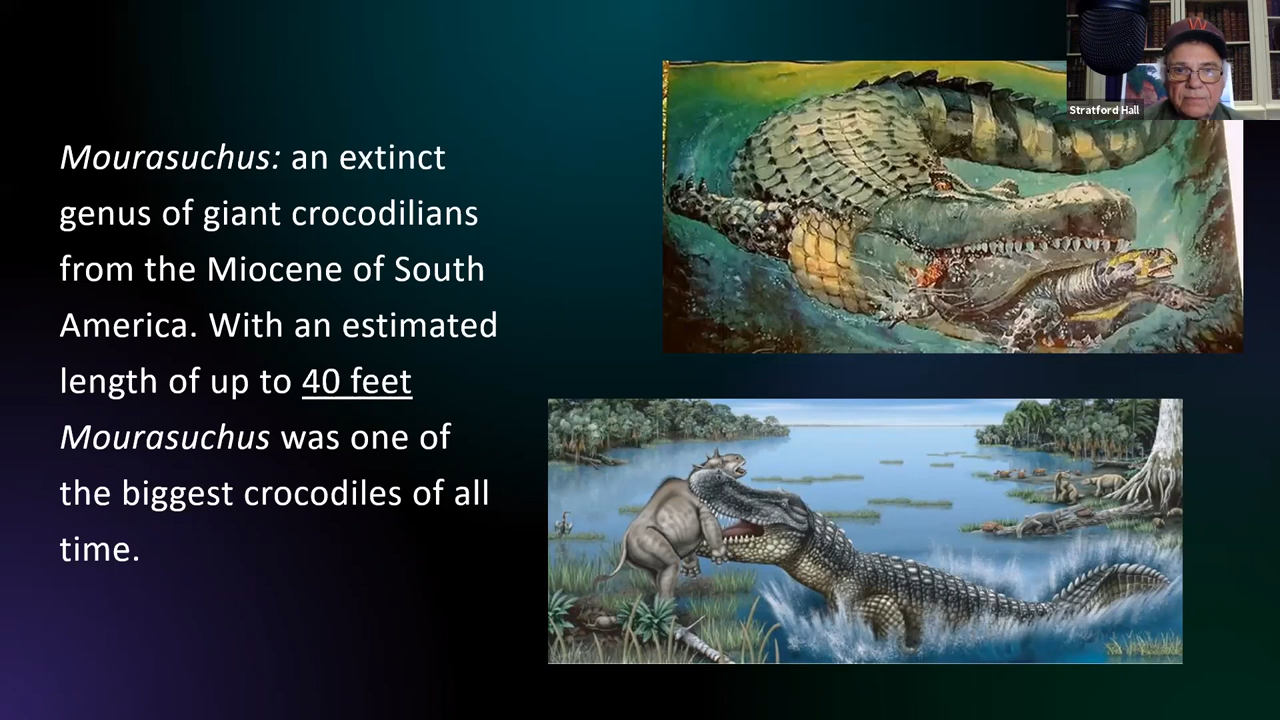 Mourasuchus: an extinct
genus of giant crocodilians
from the Miocene of South
America. With an estimated
length of up to 40 feet
Mourasuchus was one of
the biggest crocodiles of all
time.
W
Stratford Hall